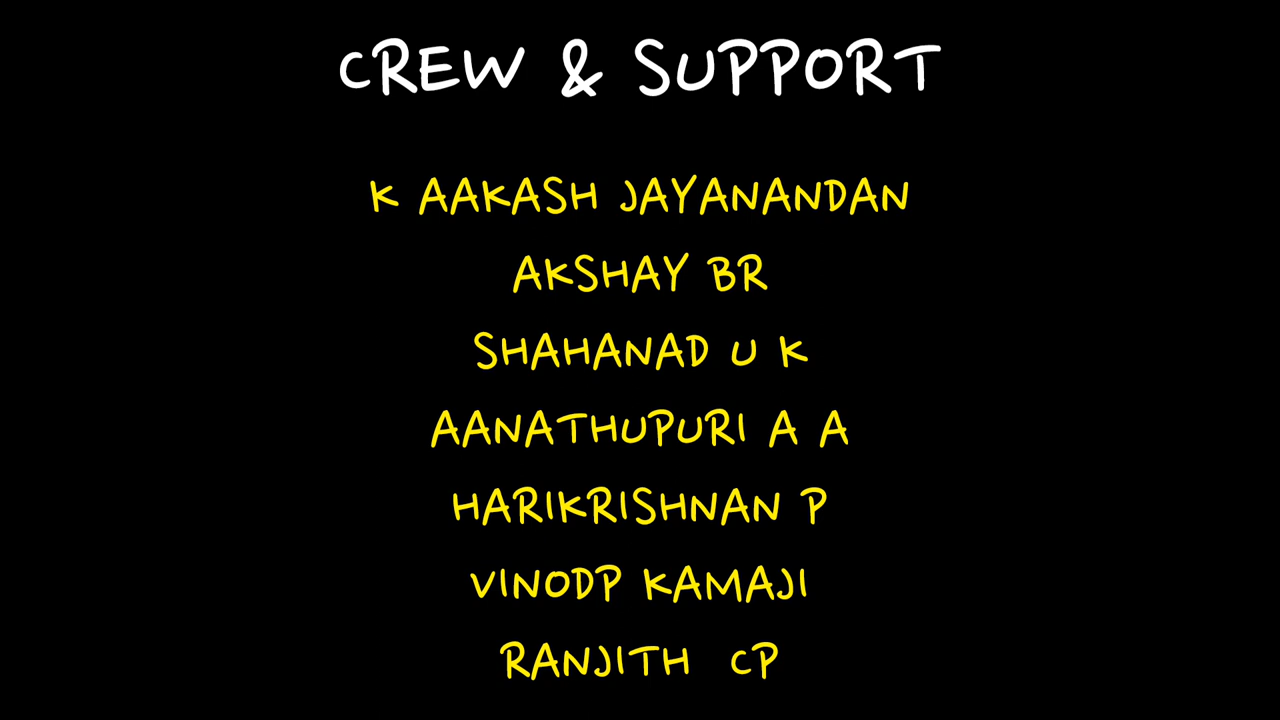 CREW & SUPPORT
K AAKASH JAYANANDAN
AKSHAY BR
SHAHANAD U K
AANATHUPURI A A
HARIKRISHNAN P
VINODP KAMAJI
RANJITH CP